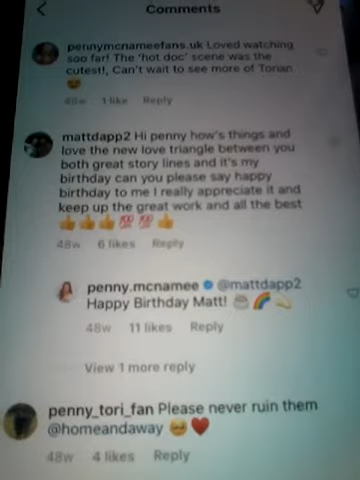 Comments
pennymcnameefans.uk Loved watching
soo far! The 'hot doc' scene was the
cutest!, Can't wait to see more of Torian
48w 1 like Reply
mattdapp2 Hi penny how's things and
love the new love triangle between you
both great story lines and it's my
birthday can you please say happy
birthday to me I really appreciate it and
keep up the great work and all the best
👍👍👍💯💯👍
48w 6 likes Reply
penny.mcnamee @mattdapp2
Happy Birthday Matt! 🎂🌈💫
48w 11 likes Reply
View 1 more reply
penny_tori_fan Please never ruin them
@homeandaway 🥺❤️
48w 4 likes Reply